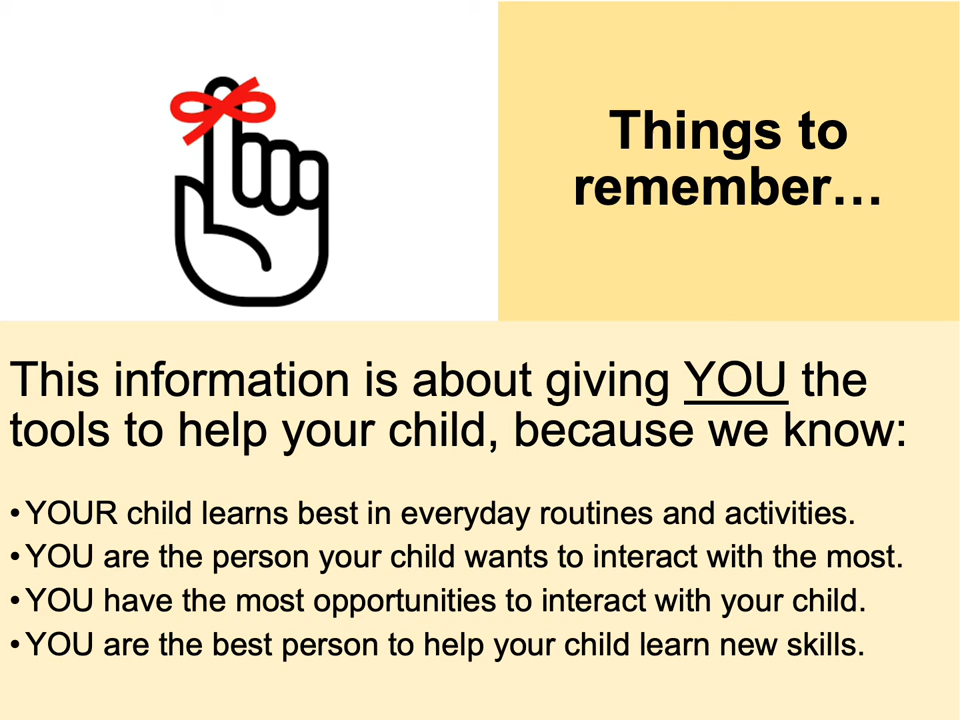 Things to
remember…
This information is about giving YOU the
tools to help your child, because we know:
• YOUR child learns best in everyday routines and activities.
• YOU are the person your child wants to interact with the most.
• YOU have the most opportunities to interact with your child.
• YOU are the best person to help your child learn new skills.